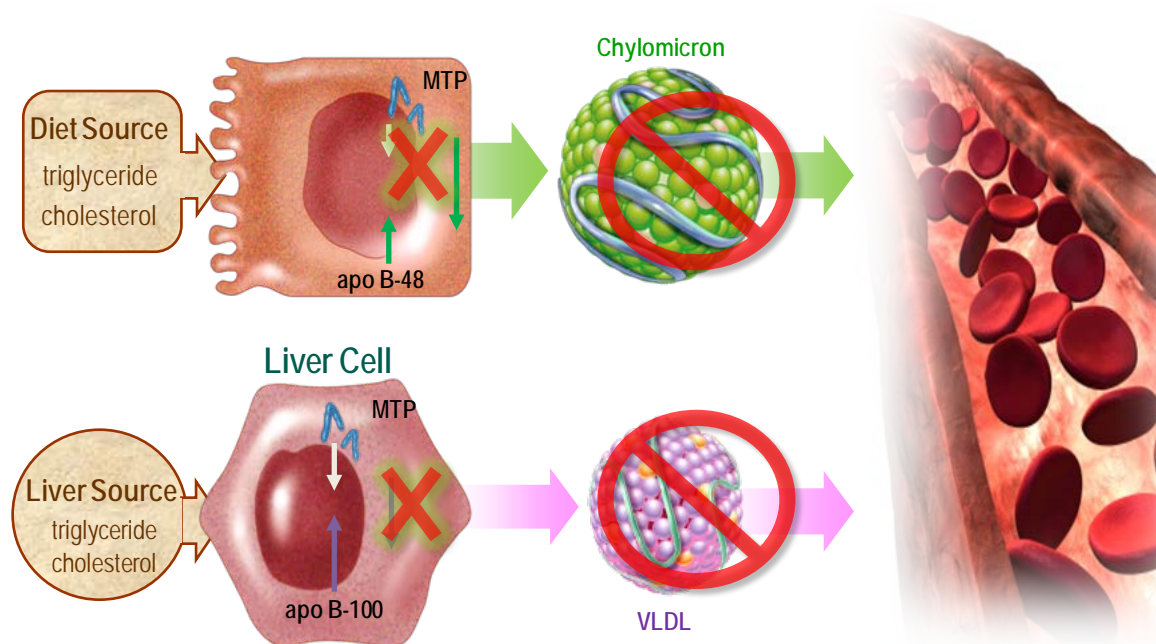 Chylomicron
MTP
Diet Source
triglyceride
cholesterol
apo B-48
Liver Cell
MTP
Liver Source
triglyceride
cholesterol
apo B-100
VLDL